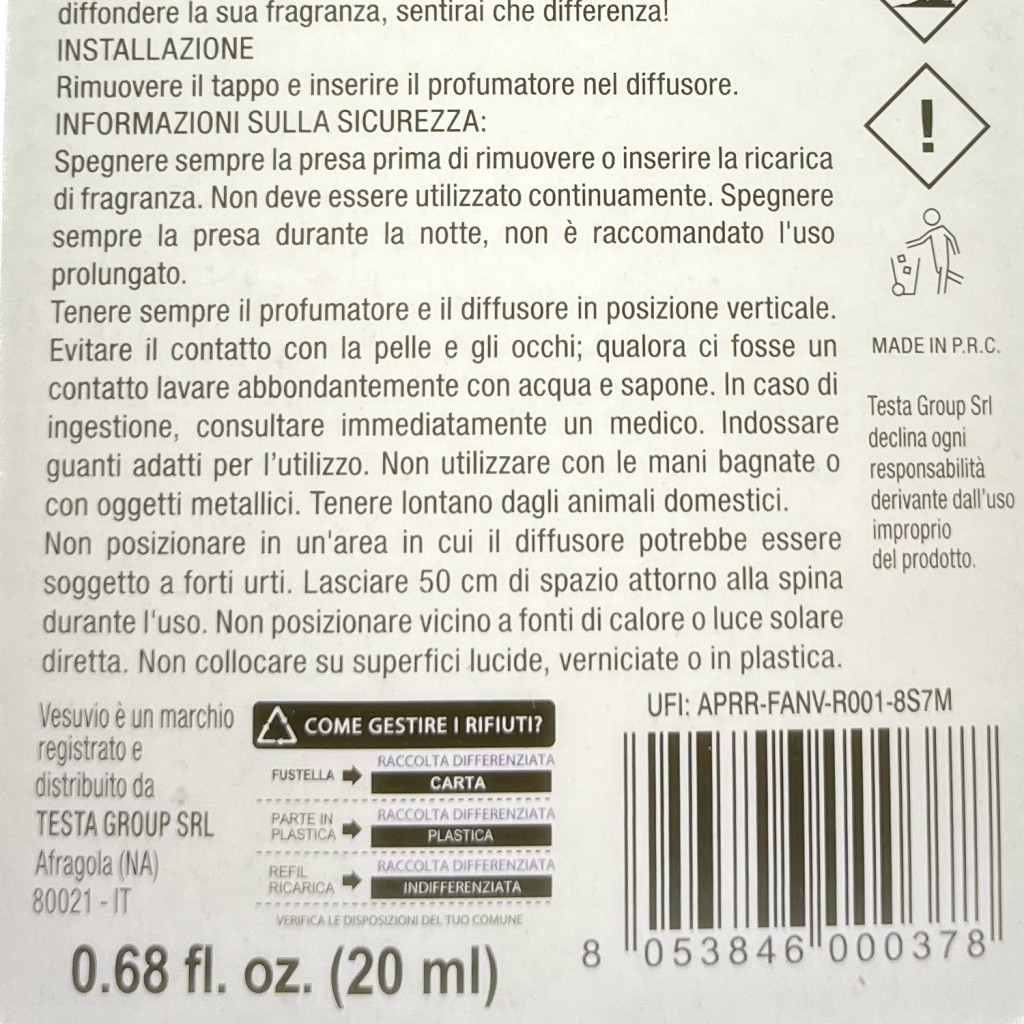 diffondere la sua fragranza, sentirai che differenza!
INSTALLAZIONE
Rimuovere il tappo e inserire il profumatore nel diffusore.
INFORMAZIONI SULLA SICUREZZA:
Spegnere sempre la presa prima di rimuovere o inserire la ricarica
di fragranza. Non deve essere utilizzato continuamente. Spegnere
sempre la presa durante la notte, non è raccomandato l'uso
prolungato.
Tenere sempre il profumatore e il diffusore in posizione verticale.
Evitare il contatto con la pelle e gli occhi; qualora ci fosse un
contatto lavare abbondantemente con acqua e sapone. In caso di
ingestione, consultare immediatamente un medico. Indossare
guanti adatti per l’utilizzo. Non utilizzare con le mani bagnate o
con oggetti metallici. Tenere lontano dagli animali domestici.
Non posizionare in un'area in cui il diffusore potrebbe essere
soggetto a forti urti. Lasciare 50 cm di spazio attorno alla spina
durante l'uso. Non posizionare vicino a fonti di calore o luce solare
diretta. Non collocare su superfici lucide, verniciate o in plastica.
MADE IN P.R.C.
Testa Group Srl
declina ogni
responsabilità
derivante dall’uso
improprio
del prodotto.
Vesuvio è un marchio
registrato e
distribuito da
TESTA GROUP SRL
Afragola (NA)
80021 - IT
COME GESTIRE I RIFIUTI?
FUSTELLA
RACCOLTA DIFFERENZIATA
CARTA
PARTE IN
PLASTICA
RACCOLTA DIFFERENZIATA
PLASTICA
REFIL
RICARICA
RACCOLTA DIFFERENZIATA
INDIFFERENZIATA
VERIFICA LE DISPOSIZIONI DEL TUO COMUNE
UFI: APRR-FANV-R001-8S7M
8 053846 000378
0.68 fl. oz. (20 ml)